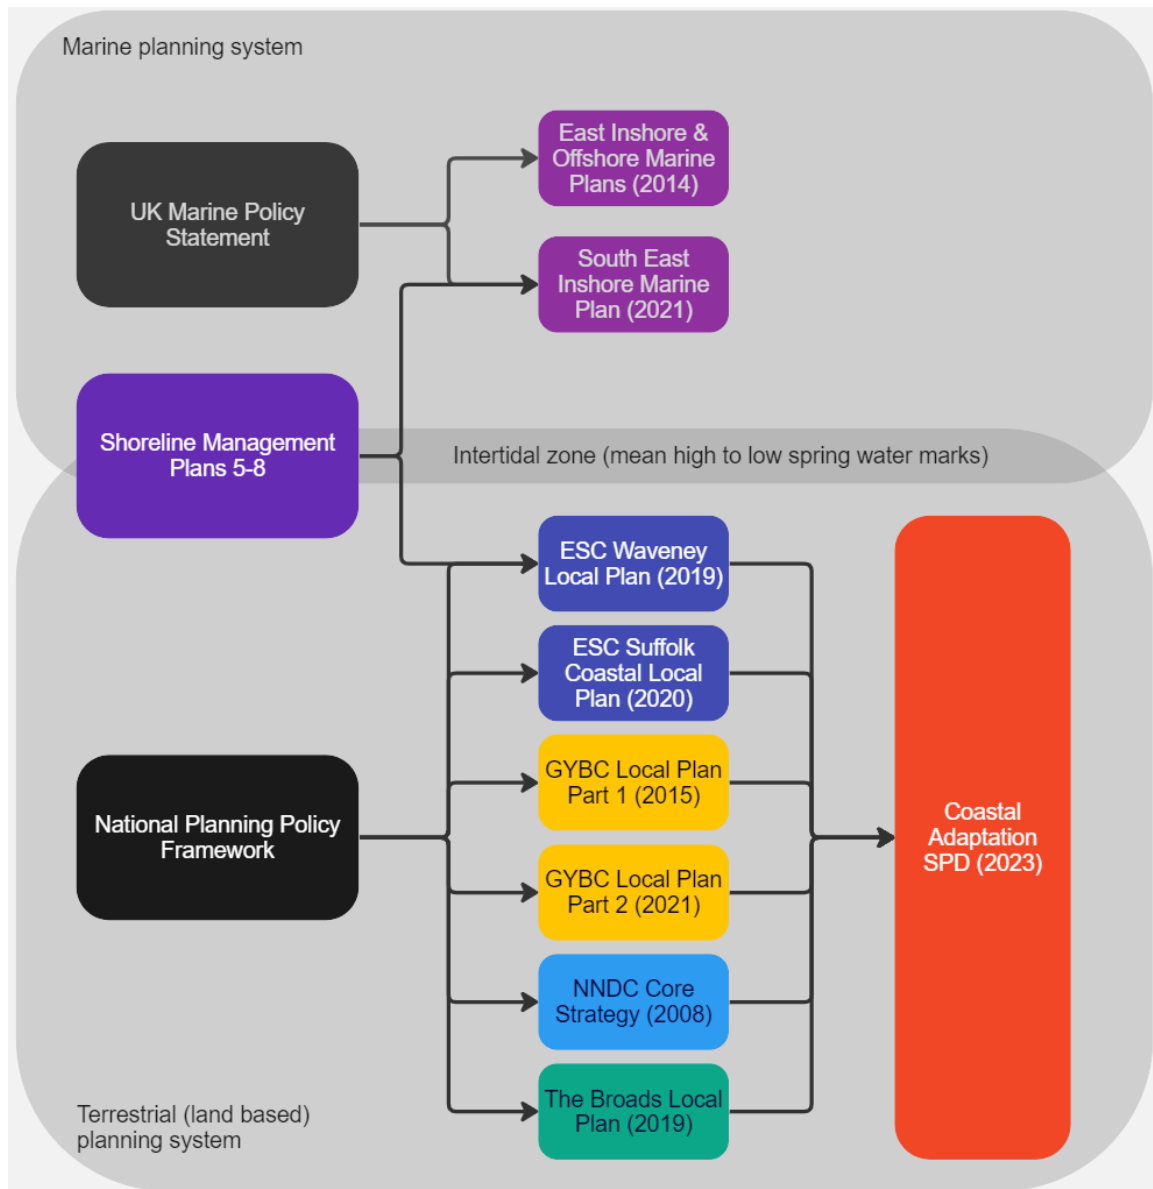 Marine planning system
East Inshore &
Offshore Marine
Plans (2014)
UK Marine Policy
Statement
South East
Inshore Marine
Plan (2021)
Shoreline Management
Plans 5-8
Intertidal zone (mean high to low spring water marks)
ESC Waveney
Local Plan (2019)
ESC Suffolk
Coastal Local
Plan (2020)
GYBC Local Plan
Part 1 (2015)
National Planning Policy
Framework
Coastal
Adaptation
SPD (2023)
GYBC Local Plan
Part 2 (2021)
NNDC Core
Strategy (2008)
The Broads Local
Plan (2019)
Terrestrial (land based)
planning system